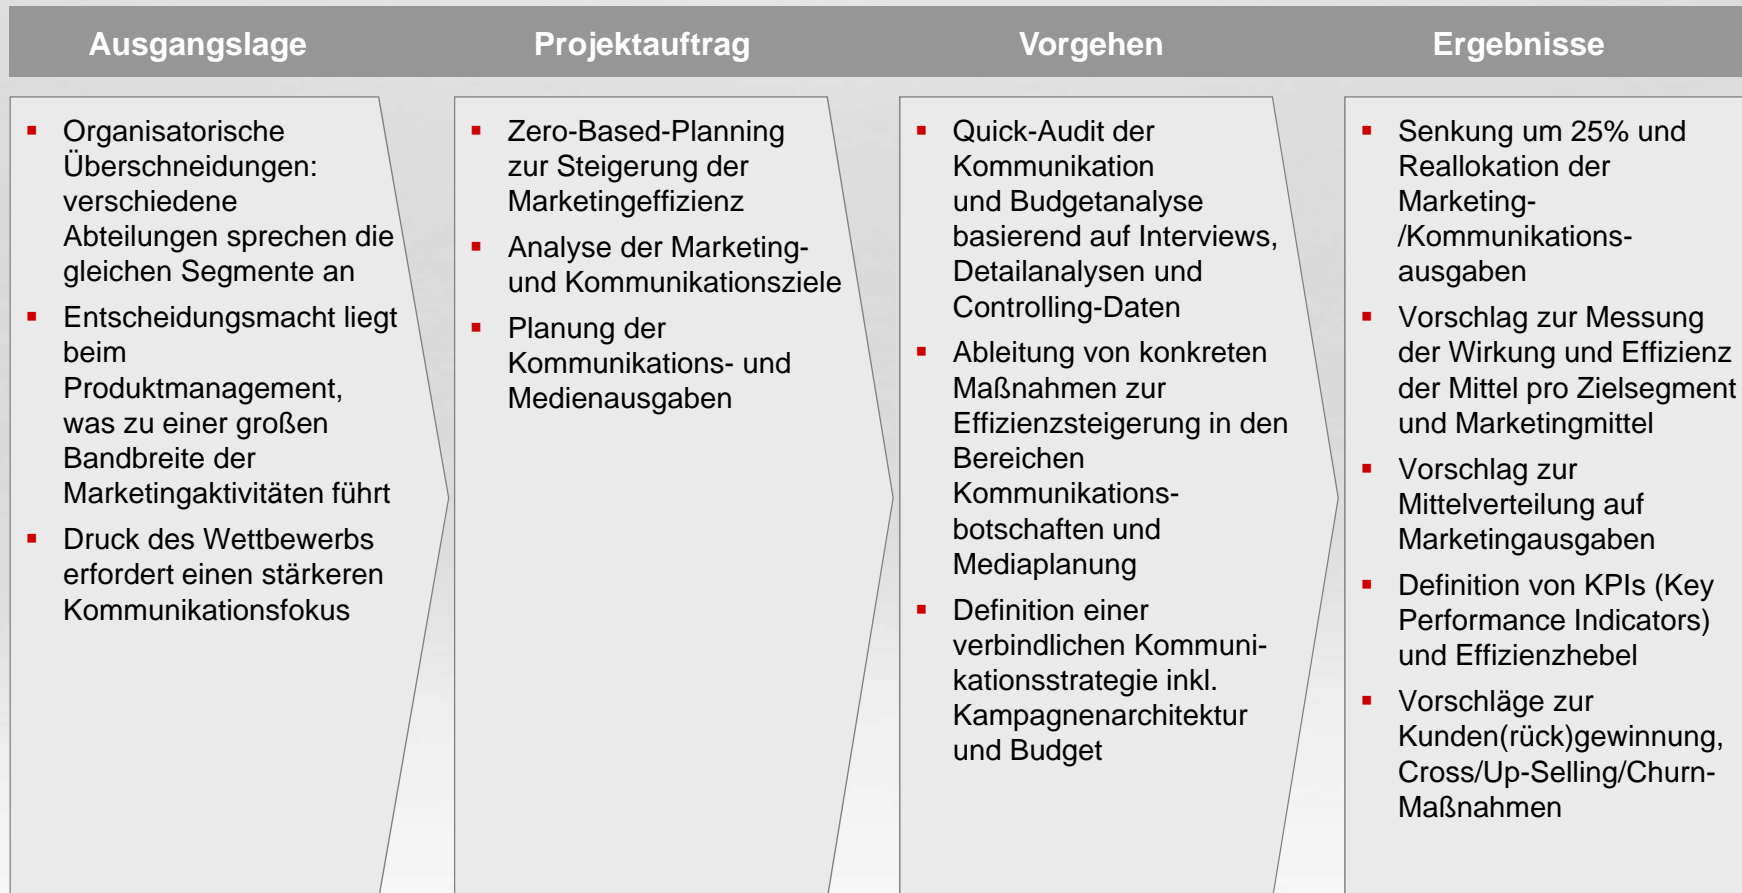 Ausgangslage
Projektauftrag
Vorgehen
Ergebnisse
▪ Organisatorische
Überschneidungen:
verschiedene
Abteilungen sprechen die
gleichen Segmente an
▪ Entscheidungsmacht liegt
beim
Produktmanagement,
was zu einer großen
Bandbreite der
Marketingaktivitäten führt
▪ Druck des Wettbewerbs
erfordert einen stärkeren
Kommunikationsfokus
▪ Zero-Based-Planning
zur Steigerung der
Marketingeffizienz
▪ Analyse der Marketing-
und Kommunikationsziele
▪ Planung der
Kommunikations- und
Medienausgaben
▪ Quick-Audit der
Kommunikation
und Budgetanalyse
basierend auf Interviews,
Detailanalysen und
Controlling-Daten
▪ Ableitung von konkreten
Maßnahmen zur
Effizienzsteigerung in den
Bereichen
Kommunikations-
botschaften und
Mediaplanung
▪ Definition einer
verbindlichen Kommuni-
kationsstrategie inkl.
Kampagnenarchitektur
und Budget
▪ Senkung um 25% und
Reallokation der
Marketing-
/Kommunikations-
ausgaben
▪ Vorschlag zur Messung
der Wirkung und Effizienz
der Mittel pro Zielsegment
und Marketingmittel
▪ Vorschlag zur
Mittelverteilung auf
Marketingausgaben
▪ Definition von KPIs (Key
Performance Indicators)
und Effizienzhebel
▪ Vorschläge zur
Kunden(rück)gewinnung,
Cross/Up-Selling/Churn-
Maßnahmen